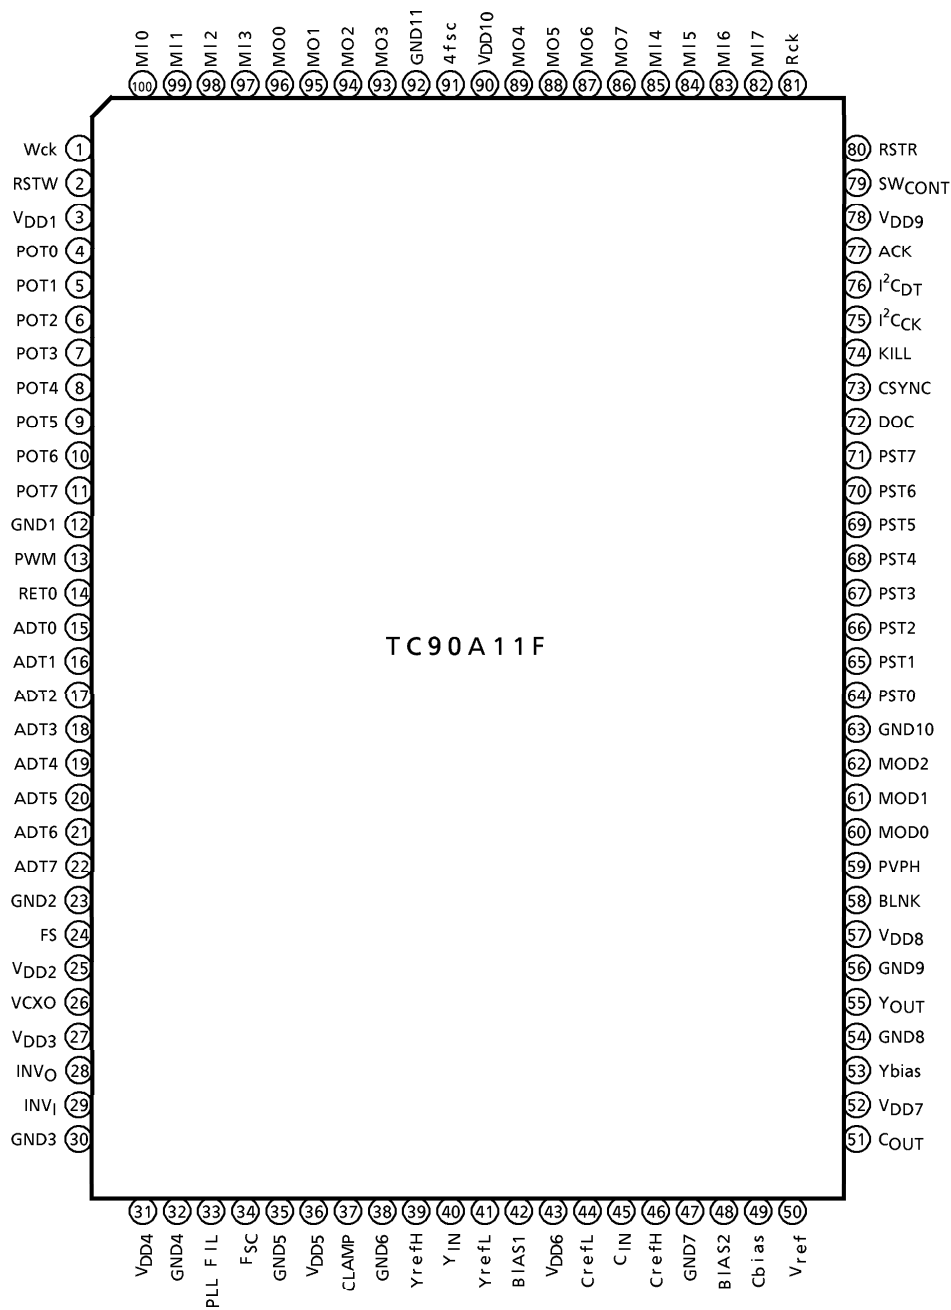 MI0 MI1 MI2 MI3 MO0 MO1 MO2 MO3 GND11 4fsc VDD10 MO4 MO5 MO6 MO7 MI4 MI5 MI6 MI7 Rck
100 99 98 97 96 95 94 93 92 91 90 89 88 87 86 85 84 83 82 81
Wck 1 80 RSTR
RSTW 2 79 SWCONT
VDD1 3 78 VDD9
POT0 4 77 ACK
POT1 5 76 I²CDT
POT2 6 75 I²CCK
POT3 7 74 KILL
POT4 8 73 CSYNC
POT5 9 72 DOC
POT6 10 71 PST7
POT7 11 70 PST6
GND1 12 69 PST5
PWM 13 68 PST4
RET0 14 67 PST3
ADT0 15 66 PST2
TC90A11F
ADT1 16 65 PST1
ADT2 17 64 PST0
ADT3 18 63 GND10
ADT4 19 62 MOD2
ADT5 20 61 MOD1
ADT6 21 60 MOD0
ADT7 22 59 PVPH
GND2 23 58 BLNK
FS 24 57 VDD8
VDD2 25 56 GND9
VCXO 26 55 YOUT
VDD3 27 54 GND8
INVO 28 53 Ybias
INVI 29 52 VDD7
GND3 30 51 COUT
31 32 33 34 35 36 37 38 39 40 41 42 43 44 45 46 47 48 49 50
VDD4 GND4 PLL FIL FSC GND5 VDD5 CLAMP GND6 YrefH YIN YrefL BIAS1 VDD6 CrefL CIN CrefH GND7 BIAS2 Cbias Vref